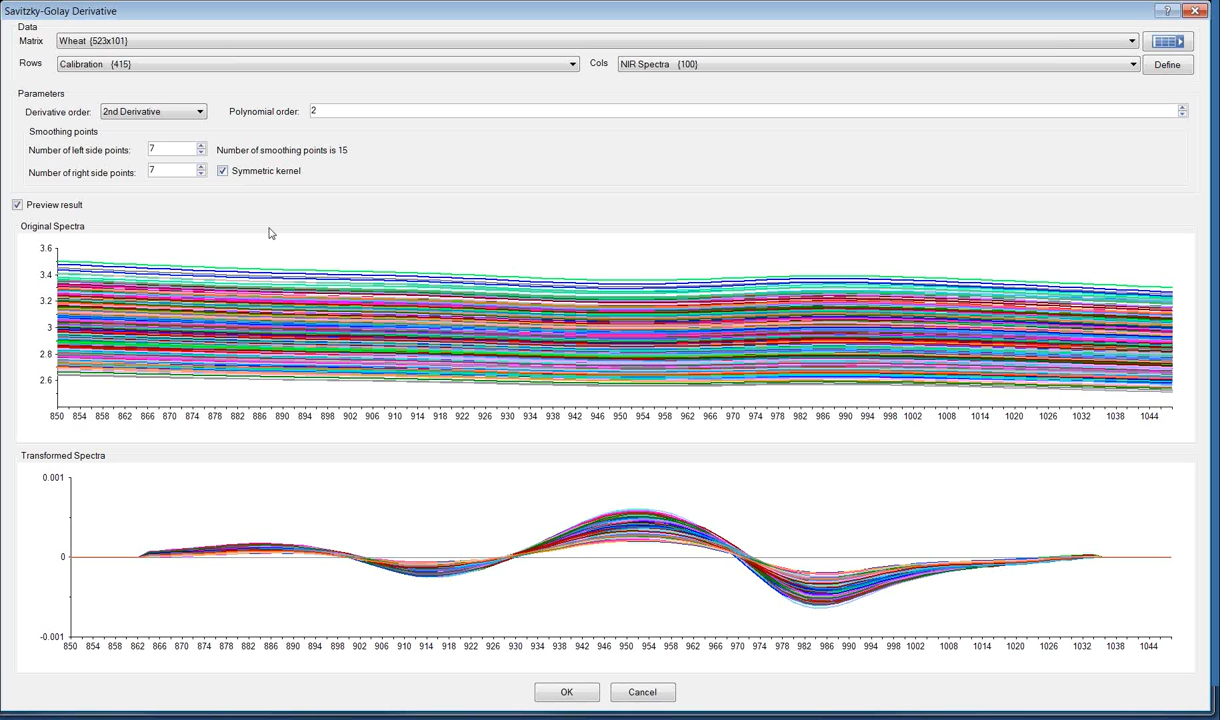 Savitzky-Golay Derivative
Data
Matrix Wheat {523x101}
Rows Calibration {415} Cols NIR Spectra {100} Define
Parameters
Derivative order: 2nd Derivative Polynomial order: 2
Smoothing points
Number of left side points: 7 Number of smoothing points is 15
Number of right side points: 7 Symmetric kernel
Preview result
Original Spectra
3.6
3.4
3.2
3
2.8
2.6
850 854 858 862 866 870 874 878 882 886 890 894 898 902 906 910 914 918 922 926 930 934 938 942 946 950 954 958 962 966 970 974 978 982 986 990 994 998 1002 1008 1014 1020 1026 1032 1038 1044
Transformed Spectra
0.001
0
-0.001
850 854 858 862 866 870 874 878 882 886 890 894 898 902 906 910 914 918 922 926 930 934 938 942 946 950 954 958 962 966 970 974 978 982 986 990 994 998 1002 1008 1014 1020 1026 1032 1038 1044
OK Cancel